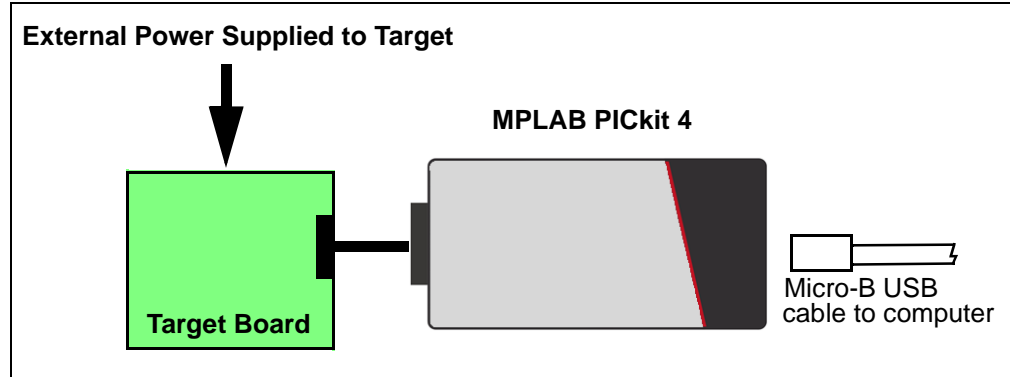 External Power Supplied to Target
MPLAB PICkit 4
Target Board
Micro-B USB
cable to computer